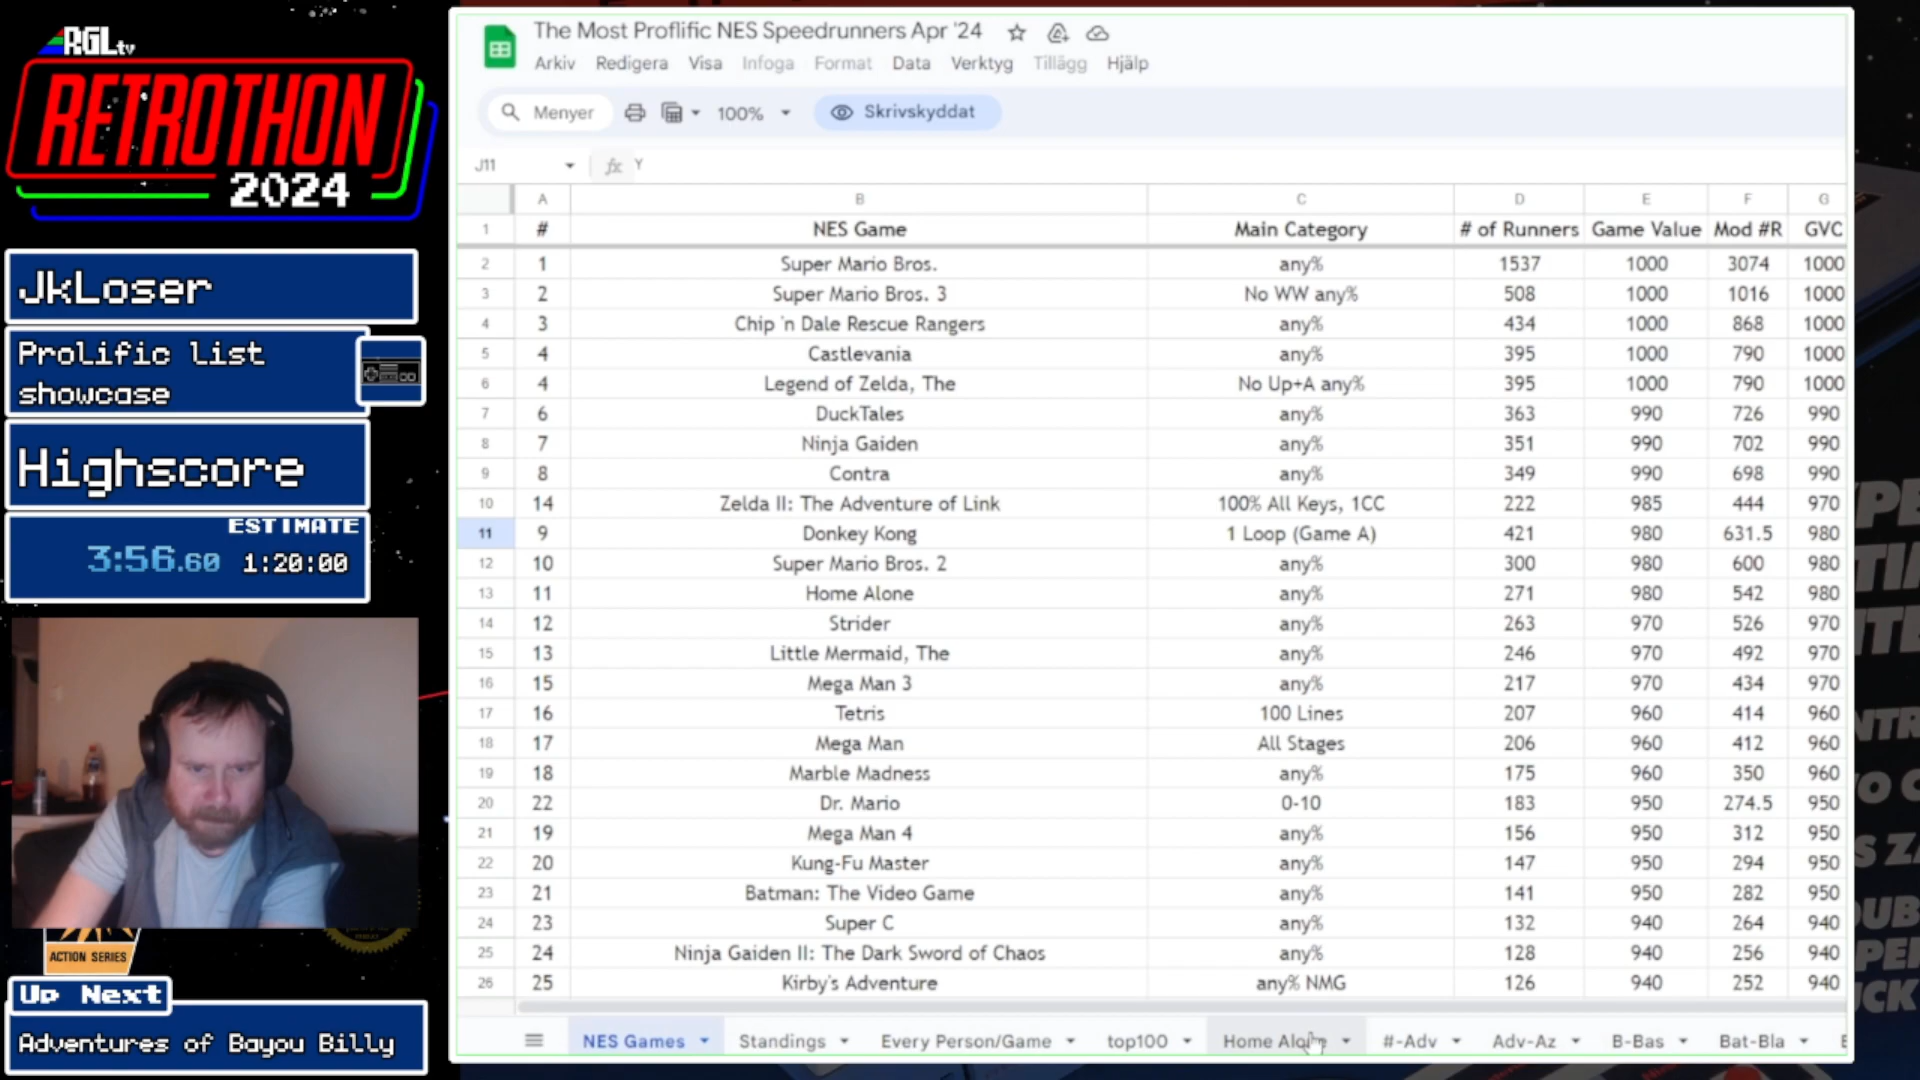 RGLtv
RETROTHON
2024
JkLoser
Prolific list
showcase
Highscore
ESTIMATE
3:56.60 1:20:00
ACTION SERIES
Up Next
Adventures of Bayou Billy
The Most Proflific NES Speedrunners Apr '24
Arkiv Redigera Visa Infoga Format Data Verktyg Tillägg Hjälp
Menyer 100% Skrivskyddat
J11 fx Y
A B C D E F G
1 # NES Game Main Category # of Runners Game Value Mod #R GVC
2 1 Super Mario Bros. any% 1537 1000 3074 1000
3 2 Super Mario Bros. 3 No WW any% 508 1000 1016 1000
4 3 Chip 'n Dale Rescue Rangers any% 434 1000 868 1000
5 4 Castlevania any% 395 1000 790 1000
6 4 Legend of Zelda, The No Up+A any% 395 1000 790 1000
7 6 DuckTales any% 363 990 726 990
8 7 Ninja Gaiden any% 351 990 702 990
9 8 Contra any% 349 990 698 990
10 14 Zelda II: The Adventure of Link 100% All Keys, 1CC 222 985 444 970
11 9 Donkey Kong 1 Loop (Game A) 421 980 631.5 980
12 10 Super Mario Bros. 2 any% 300 980 600 980
13 11 Home Alone any% 271 980 542 980
14 12 Strider any% 263 970 526 970
15 13 Little Mermaid, The any% 246 970 492 970
16 15 Mega Man 3 any% 217 970 434 970
17 16 Tetris 100 Lines 207 960 414 960
18 17 Mega Man All Stages 206 960 412 960
19 18 Marble Madness any% 175 960 350 960
20 22 Dr. Mario 0-10 183 950 274.5 950
21 19 Mega Man 4 any% 156 950 312 950
22 20 Kung-Fu Master any% 147 950 294 950
23 21 Batman: The Video Game any% 141 950 282 950
24 23 Super C any% 132 940 264 940
25 24 Ninja Gaiden II: The Dark Sword of Chaos any% 128 940 256 940
26 25 Kirby's Adventure any% NMG 126 940 252 940
NES Games Standings Every Person/Game top100 Home Alone #-Adv Adv-Az B-Bas Bat-Bla